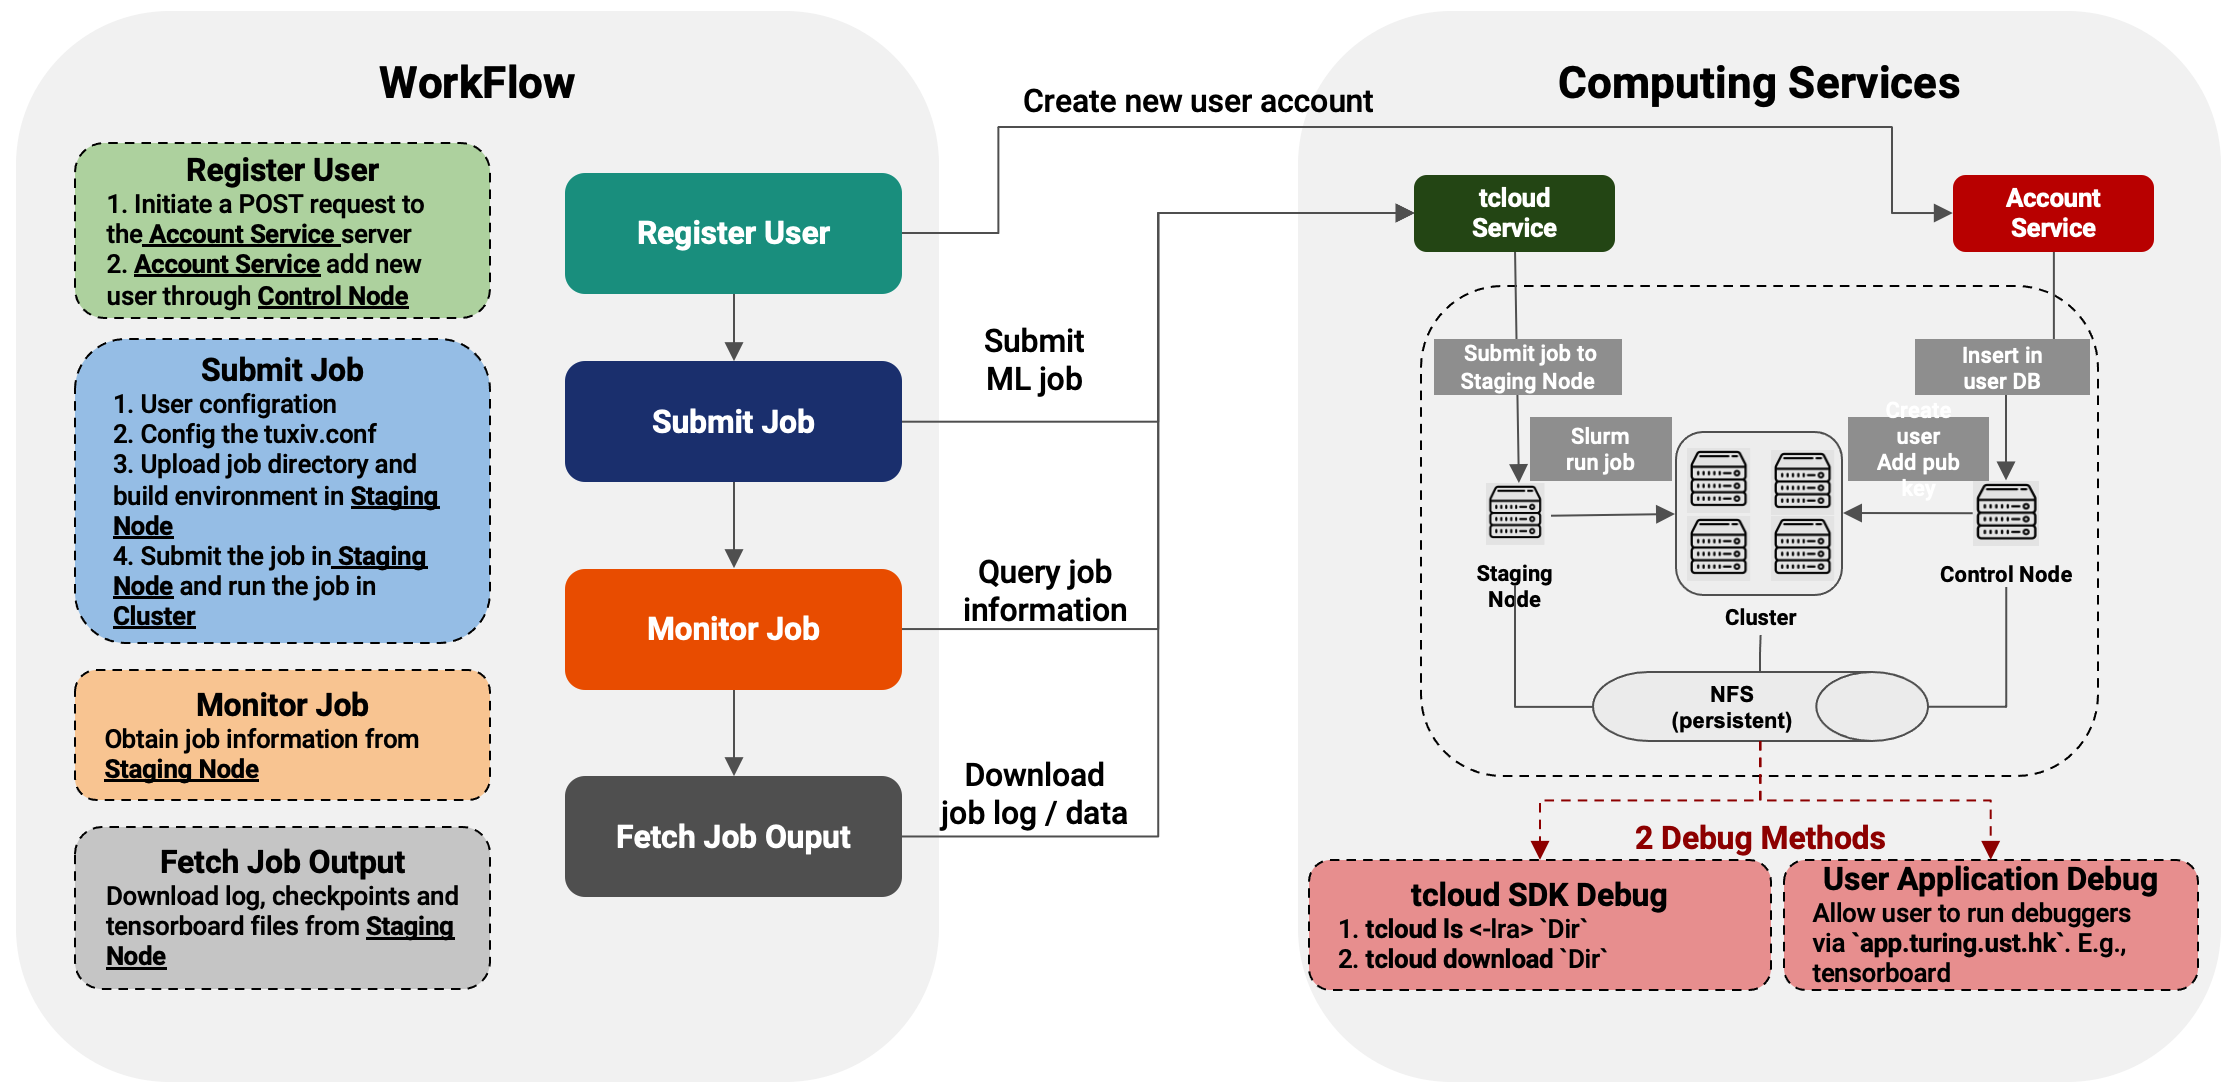 WorkFlow
Register User
1. Initiate a POST request to
the Account Service server
2. Account Service add new
user through Control Node
Submit Job
1. User configration
2. Config the tuxiv.conf
3. Upload job directory and
build environment in Staging
Node
4. Submit the job in Staging
Node and run the job in
Cluster
Monitor Job
Obtain job information from
Staging Node
Fetch Job Output
Download log, checkpoints and
tensorboard files from Staging
Node
Register User
Submit Job
Monitor Job
Fetch Job Ouput
Create new user account
Submit
ML job
Query job
information
Download
job log / data
Computing Services
tcloud
Service
Account
Service
Submit job to
Staging Node
Insert in
user DB
Slurm
run job
Create
user
Add pub
key
Staging
Node
Cluster
Control Node
NFS
(persistent)
2 Debug Methods
tcloud SDK Debug
1. tcloud ls <-lra> `Dir`
2. tcloud download `Dir`
User Application Debug
Allow user to run debuggers
via `app.turing.ust.hk`. E.g.,
tensorboard